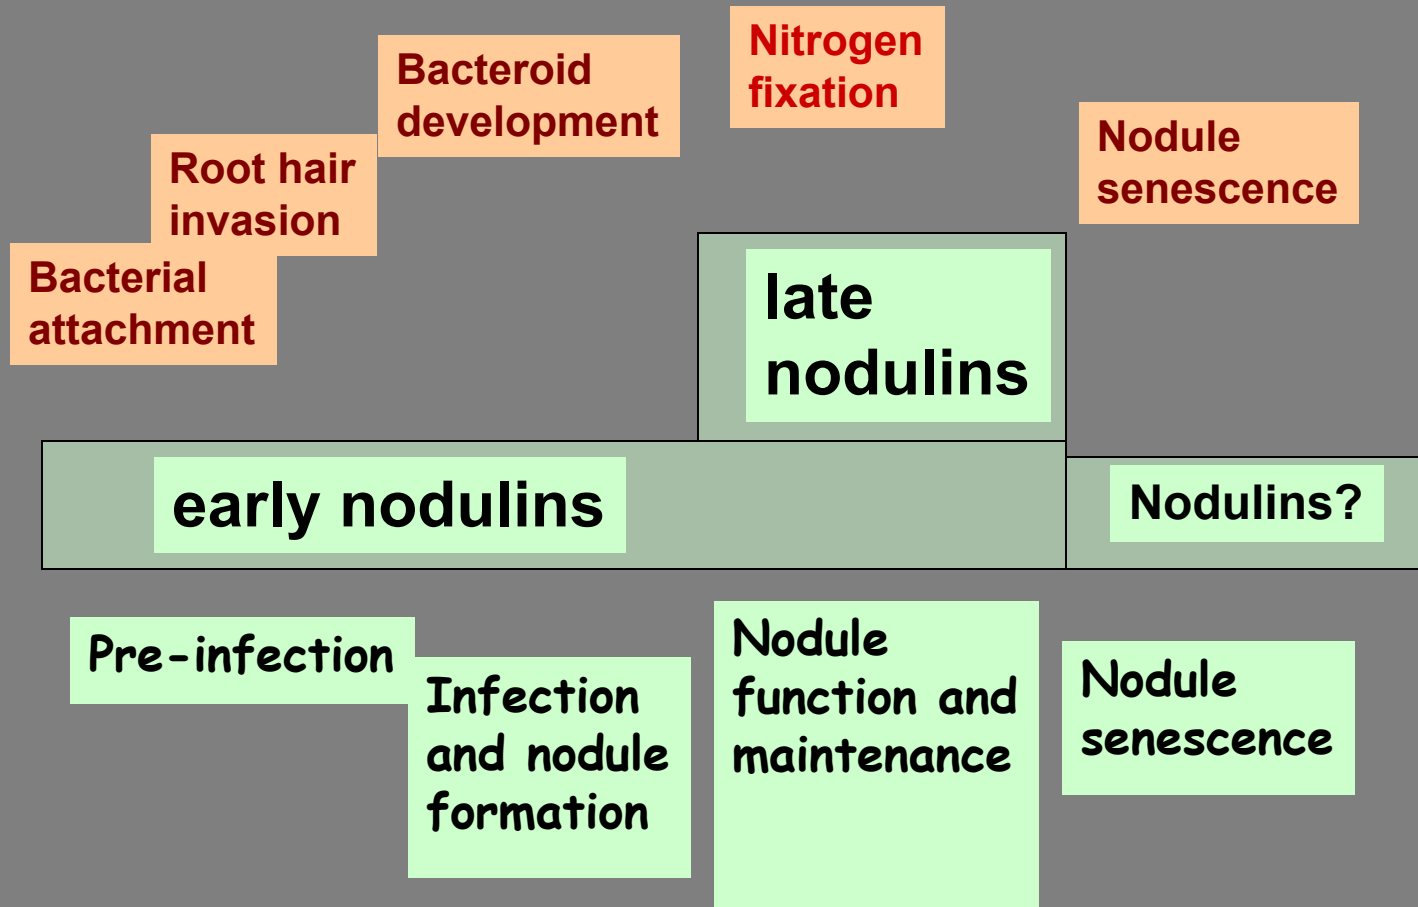 Nitrogen
fixation
Bacteroid
development
Nodule
senescence
Root hair
invasion
Bacterial
attachment
late
nodulins
early nodulins
Nodulins?
Pre-infection
Infection
and nodule
formation
Nodule
function and
maintenance
Nodule
senescence